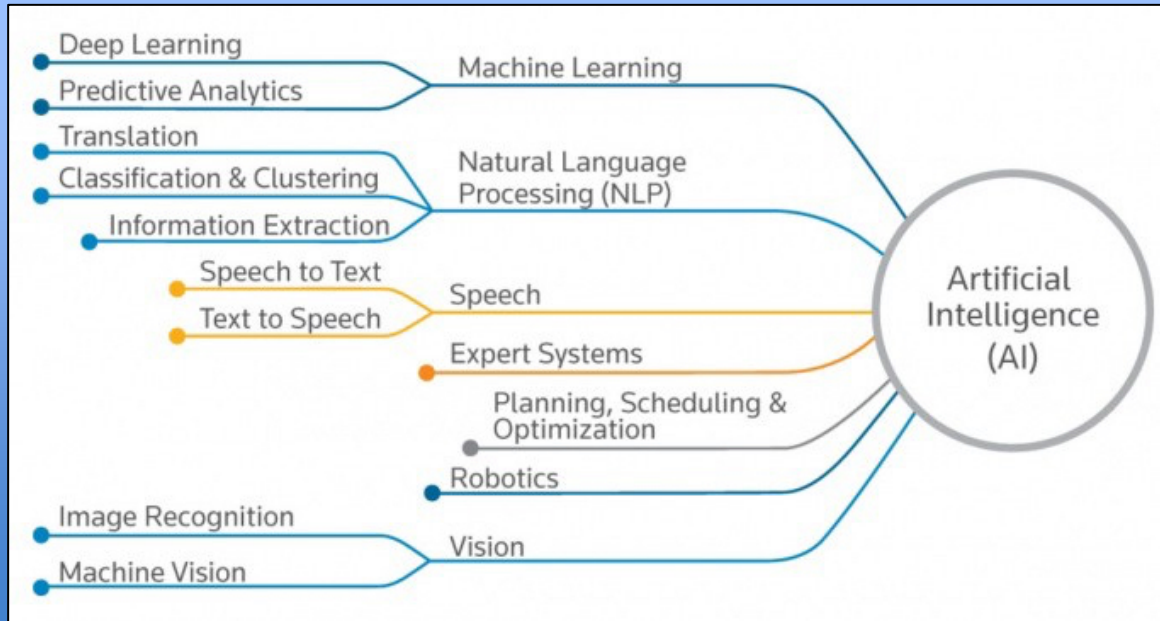 Deep Learning
Predictive Analytics
Machine Learning
Translation
Classification & Clustering
Information Extraction
Natural Language
Processing (NLP)
Speech to Text
Text to Speech
Speech
Expert Systems
Planning, Scheduling &
Optimization
Robotics
Image Recognition
Machine Vision
Vision
Artificial
Intelligence
(AI)